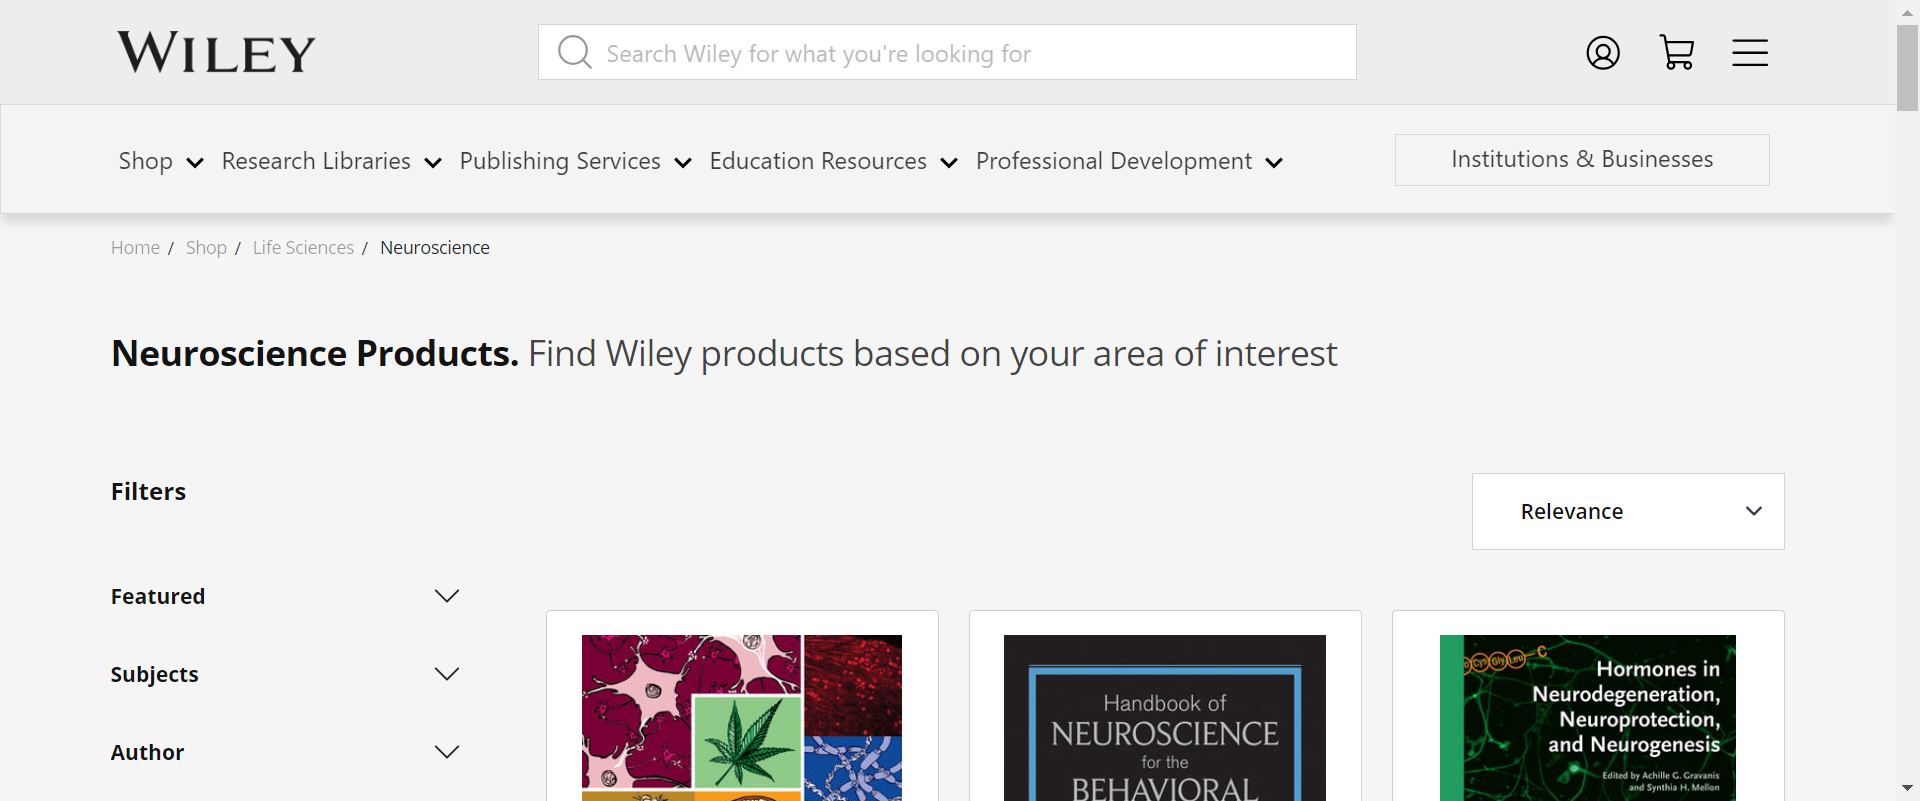 WILEY
Search Wiley for what you're looking for
Shop Research Libraries Publishing Services Education Resources Professional Development Institutions & Businesses
Home / Shop / Life Sciences / Neuroscience
Neuroscience Products. Find Wiley products based on your area of interest
Filters
Relevance
Featured
Subjects
Author
Handbook of
NEUROSCIENCE
for the
BEHAVIORAL
Cys Gly Leu C
Hormones in
Neurodegeneration,
Neuroprotection,
and Neurogenesis
Edited by Achille G. Gravanis
and Synthia H. Mellon